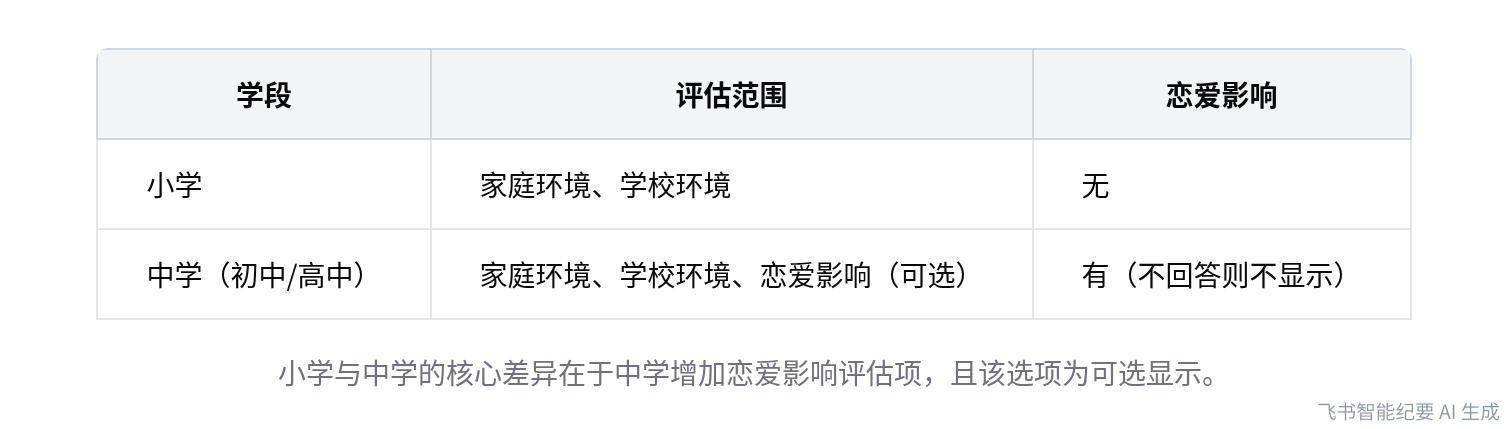 学段 评估范围 恋爱影响
小学 家庭环境、学校环境 无
中学（初中/高中） 家庭环境、学校环境、恋爱影响（可选） 有（不回答则不显示）
小学与中学的核心差异在于中学增加恋爱影响评估项，且该选项为可选显示。
飞书智能纪要 AI 生成